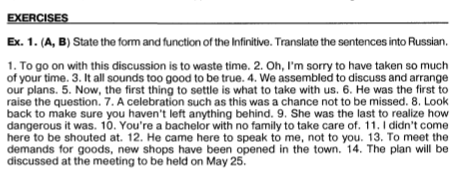 EXERCISES
Ex. 1. (A, B) State the form and function of the Infinitive. Translate the sentences into Russian.
1. To go on with this discussion is to waste time. 2. Oh, I'm sorry to have taken so much
of your time. 3. It all sounds too good to be true. 4. We assembled to discuss and arrange
our plans. 5. Now, the first thing to settle is what to take with us. 6. He was the first to
raise the question. 7. A celebration such as this was a chance not to be missed. 8. Look
back to make sure you haven't left anything behind. 9. She was the last to realize how
dangerous it was. 10. You're a bachelor with no family to take care of. 11. I didn't come
here to be shouted at. 12. He came here to speak to me, not to you. 13. To meet the
demands for goods, new shops have been opened in the town. 14. The plan will be
discussed at the meeting to be held on May 25.